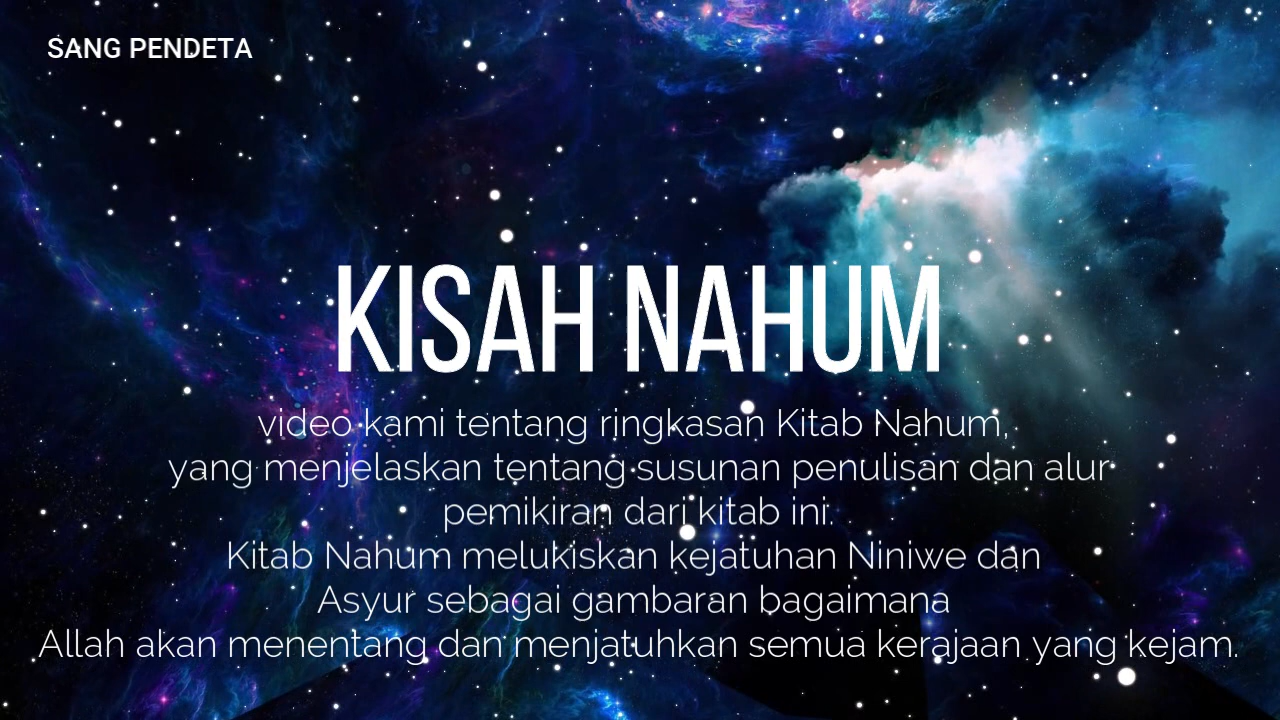 SANG PENDETA
KISAH NAHUM
video kami tentang ringkasan Kitab Nahum,
yang menjelaskan tentang susunan penulisan dan alur
pemikiran dari kitab ini.
Kitab Nahum melukiskan kejatuhan Niniwe dan
Asyur sebagai gambaran bagaimana
Allah akan menentang dan menjatuhkan semua kerajaan yang kejam.